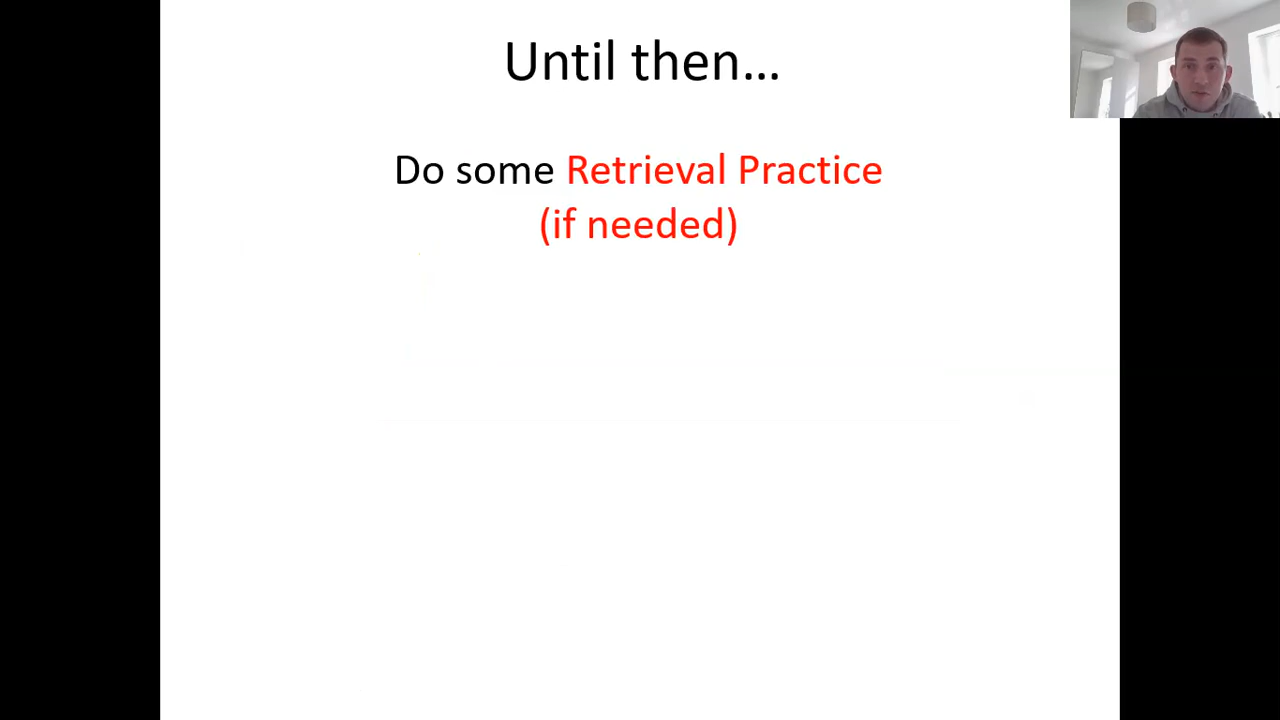 Until then…
Do some Retrieval Practice
(if needed)